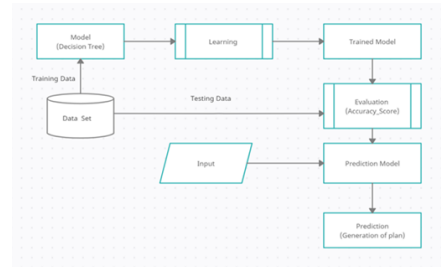 Model
(Decision Tree)
Learning
Trained Model
Training Data
Testing Data
Data Set
Evaluation
(Accuracy_Score)
Input
Prediction Model
Prediction
(Generation of plan)